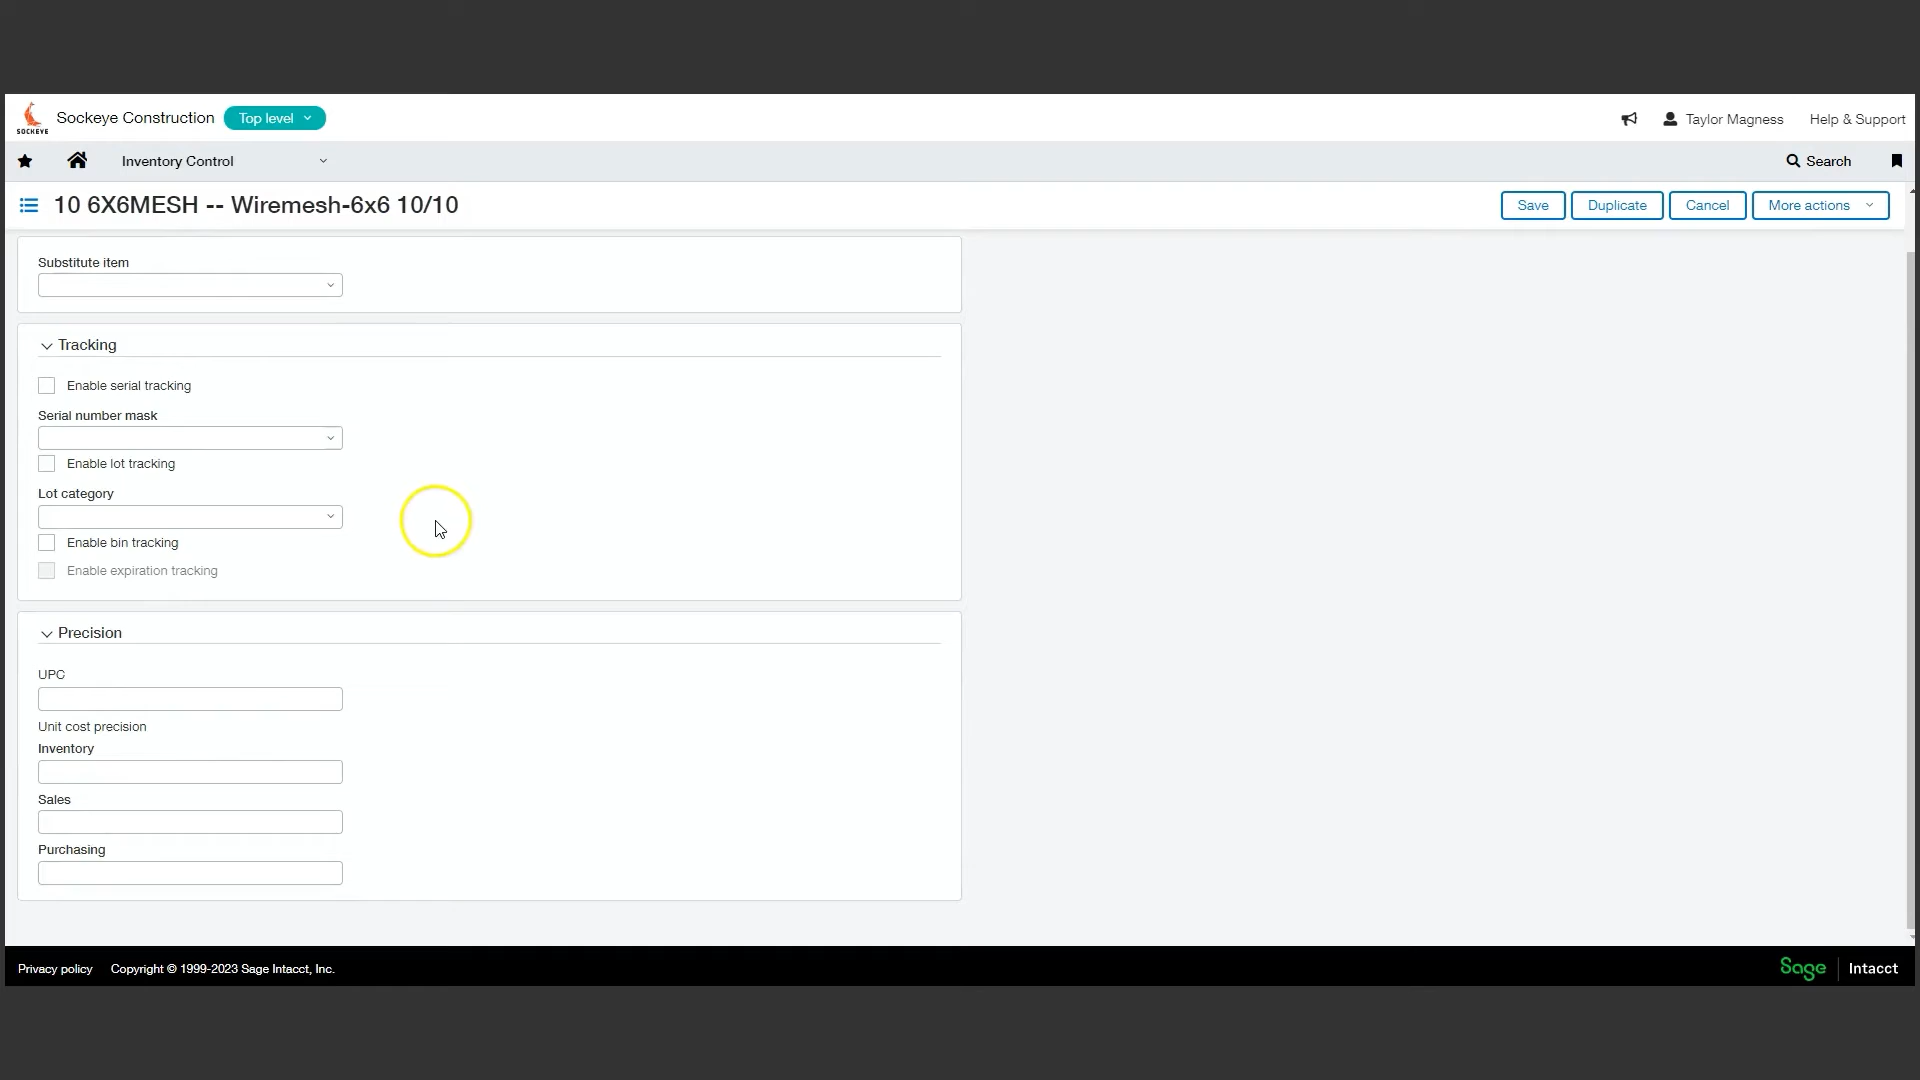 SOCKEYE
Sockeye Construction
Top level
Taylor Magness
Help & Support
Inventory Control
Search
10 6X6MESH -- Wiremesh-6x6 10/10
Save
Duplicate
Cancel
More actions
Substitute item
Tracking
Enable serial tracking
Serial number mask
Enable lot tracking
Lot category
Enable bin tracking
Enable expiration tracking
Precision
UPC
Unit cost precision
Inventory
Sales
Purchasing
Privacy policy
Copyright © 1999-2023 Sage Intacct, Inc.
Sage
Intacct